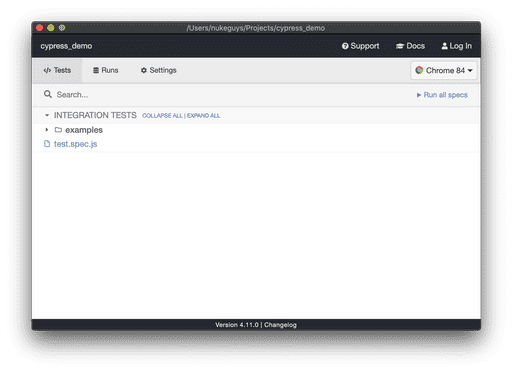 /Users/nukeguys/Projects/cypress_demo
cypress_demo Support Docs Log In
Tests Runs Settings Chrome 84
Search... Run all specs
INTEGRATION TESTS COLLAPSE ALL | EXPAND ALL
examples
test.spec.js
Version 4.11.0 | Changelog